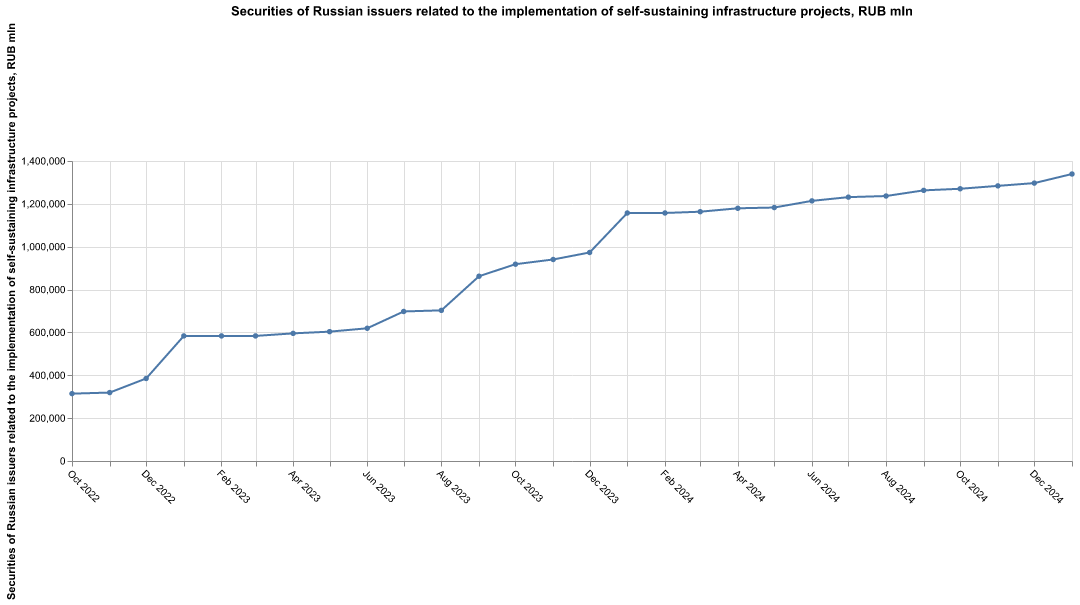 Securities of Russian issuers related to the implementation of self-sustaining infrastructure projects, RUB mln
Securities of Russian issuers related to the implementation of self-sustaining infrastructure projects, RUB mln
1,400,000
1,200,000
1,000,000
800,000
600,000
400,000
200,000
0
Oct 2022
Dec 2022
Feb 2023
Apr 2023
Jun 2023
Aug 2023
Oct 2023
Dec 2023
Feb 2024
Apr 2024
Jun 2024
Aug 2024
Oct 2024
Dec 2024